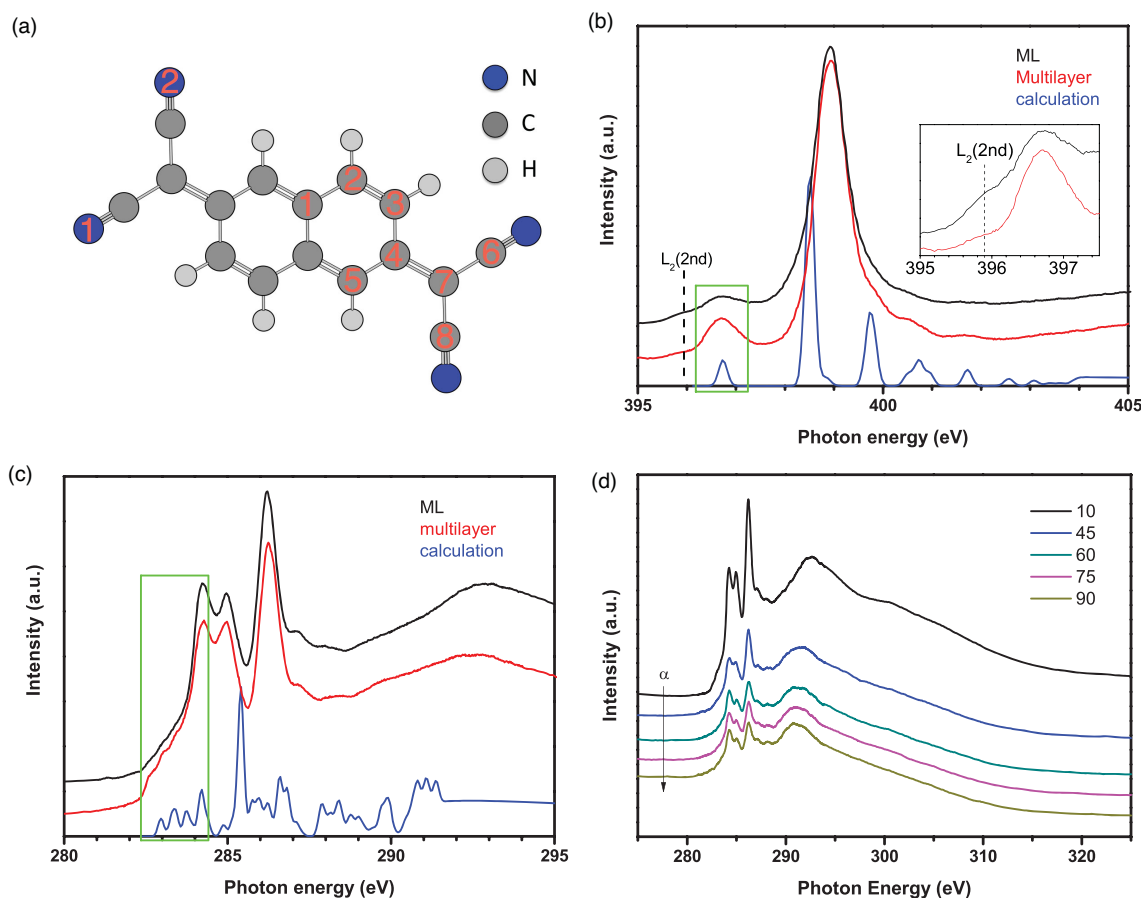 (a)
2
1
1
2
3
4
5
6
7
8
N
C
H
(b)
Intensity (a.u.)
ML
Multilayer
calculation
L2(2nd)
L2(2nd)
395 396 397
395 400 405
Photon energy (eV)
(c)
Intensity (a.u.)
ML
multilayer
calculation
280 285 290 295
Photon energy (eV)
(d)
Intensity (a.u.)
10
45
60
75
90
α
280 290 300 310 320
Photon Energy (eV)